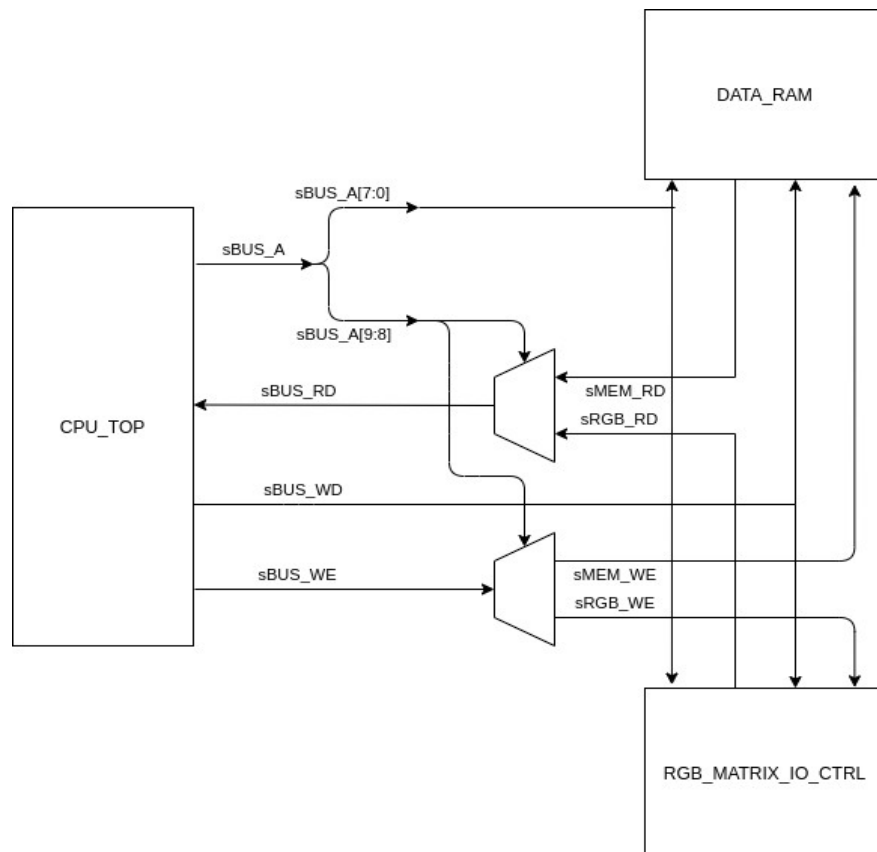 DATA_RAM
sBUS_A[7:0]
sBUS_A
sBUS_A[9:8]
sBUS_RD
sMEM_RD
sRGB_RD
CPU_TOP
sBUS_WD
sBUS_WE
sMEM_WE
sRGB_WE
RGB_MATRIX_IO_CTRL